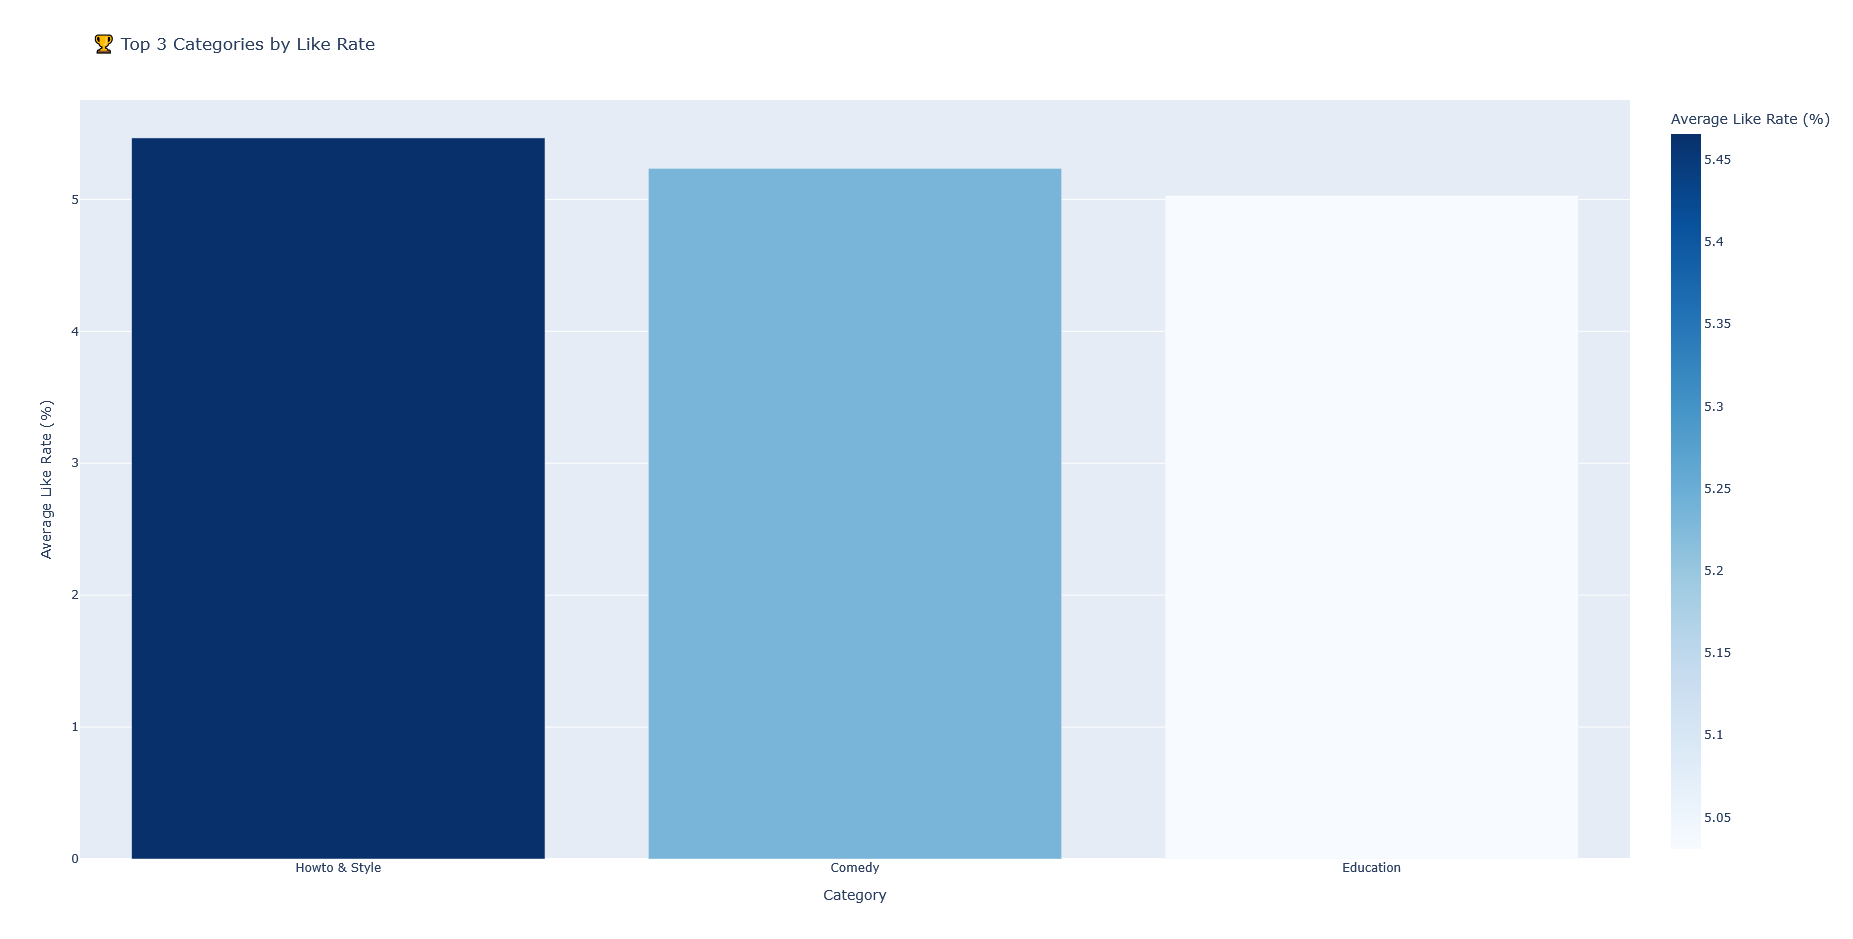 🏆 Top 3 Categories by Like Rate
Average Like Rate (%)
5
4
3
2
1
0
Howto & Style
Comedy
Education
Category
Average Like Rate (%)
5.45
5.4
5.35
5.3
5.25
5.2
5.15
5.1
5.05